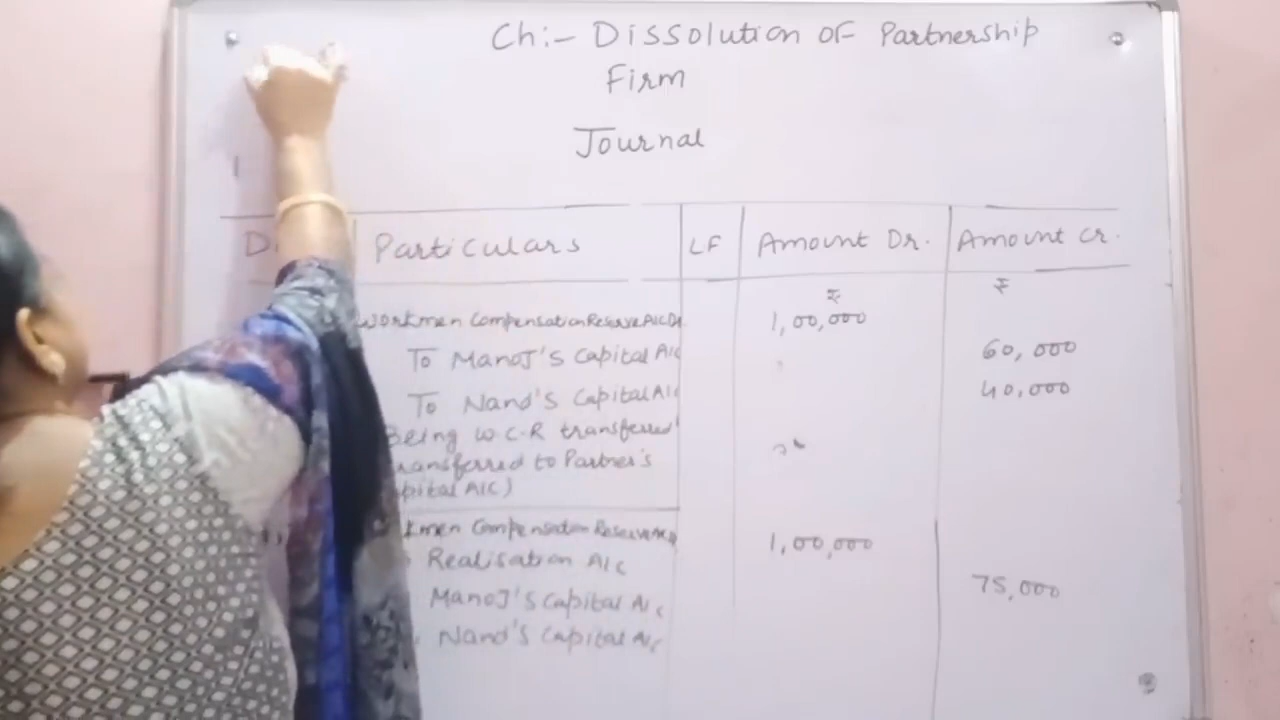 Ch:- Dissolution of Partnership
Firm
Journal
Particulars LF Amount Dr. Amount Cr.
₹ ₹
Workmen Compensation Reserve A/c Dr 1,00,000
To Manoj's Capital A/c 60,000
To Nand's Capital A/c 40,000
Being W.C.R transferred
transferred to Partner's
Capital A/c)
kmen Compensation Reserve A/c 1,00,000
Realisation A/c 75,000
Manoj's Capital A/c
Nand's Capital A/c